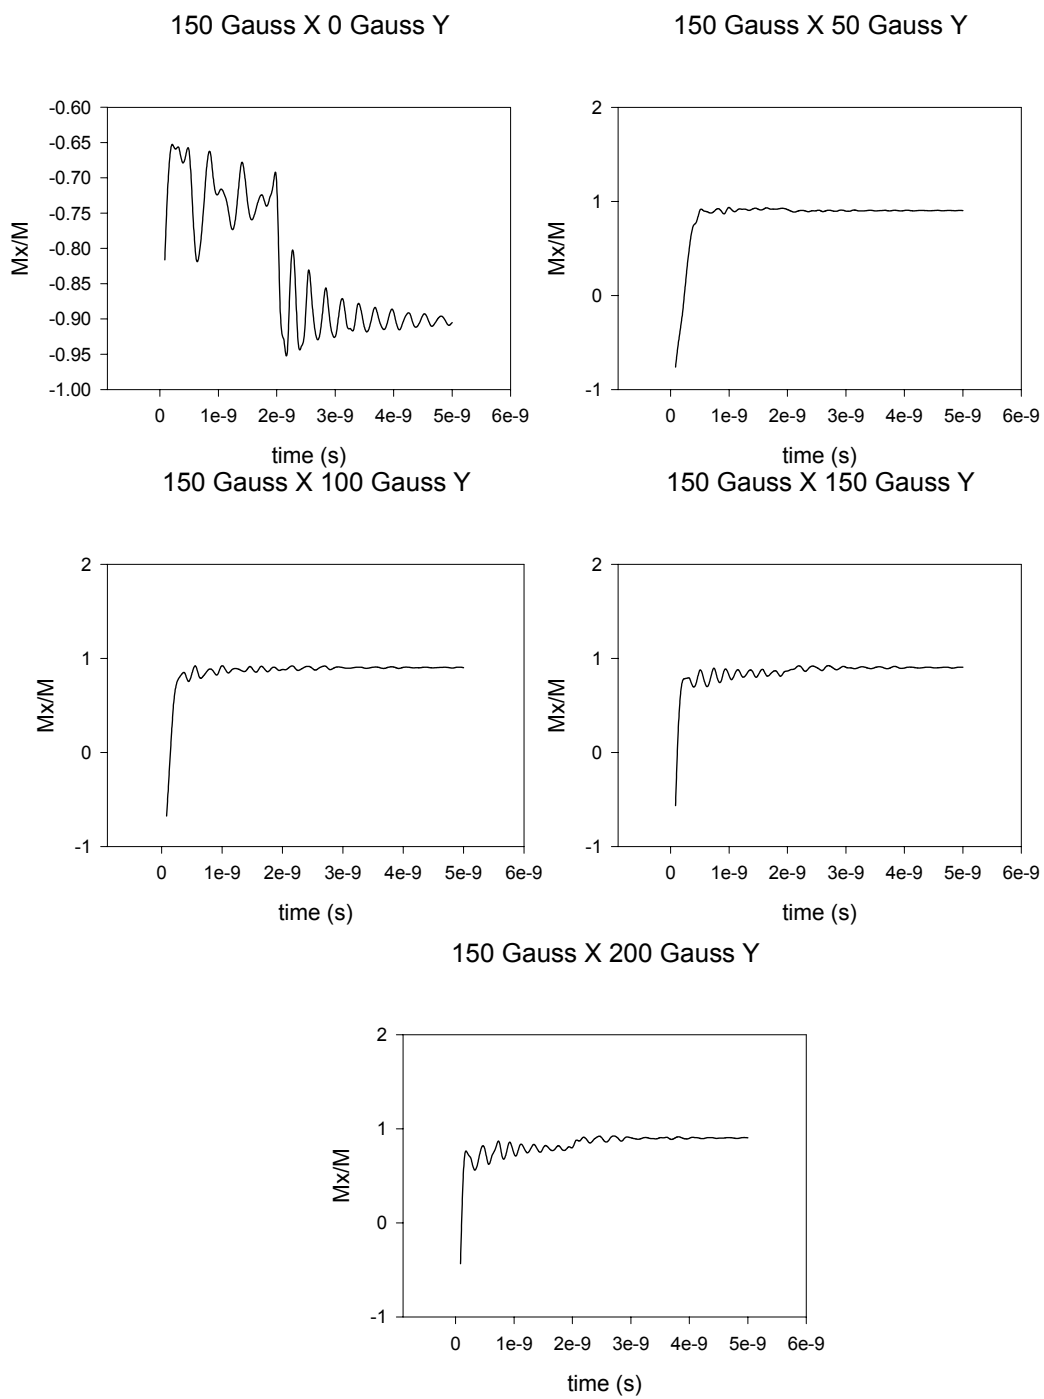 150 Gauss X 0 Gauss Y
-0.60
-0.65
-0.70
-0.75
-0.80
-0.85
-0.90
-0.95
-1.00
Mx/M
0 1e-9 2e-9 3e-9 4e-9 5e-9 6e-9
time (s)
150 Gauss X 50 Gauss Y
2
1
0
-1
Mx/M
0 1e-9 2e-9 3e-9 4e-9 5e-9 6e-9
time (s)
150 Gauss X 100 Gauss Y
2
1
0
-1
Mx/M
0 1e-9 2e-9 3e-9 4e-9 5e-9 6e-9
time (s)
150 Gauss X 150 Gauss Y
2
1
0
-1
Mx/M
0 1e-9 2e-9 3e-9 4e-9 5e-9 6e-9
time (s)
150 Gauss X 200 Gauss Y
2
1
0
-1
Mx/M
0 1e-9 2e-9 3e-9 4e-9 5e-9 6e-9
time (s)